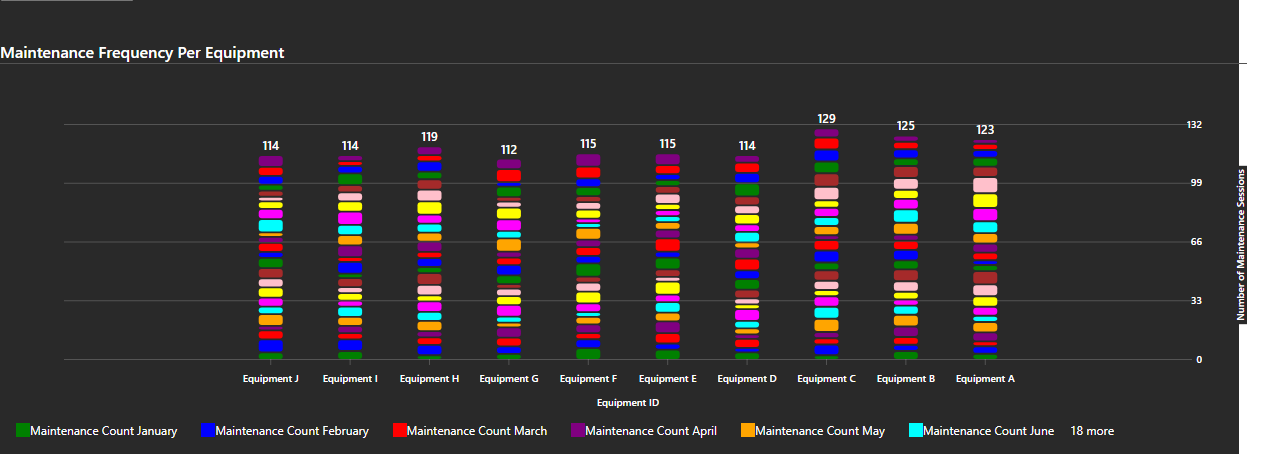 Maintenance Frequency Per Equipment
114 114 119 112 115 115 114 129 125 123
132
99
66
33
0
Number of Maintenance Sessions
Equipment J Equipment I Equipment H Equipment G Equipment F Equipment E Equipment D Equipment C Equipment B Equipment A
Equipment ID
Maintenance Count January Maintenance Count February Maintenance Count March Maintenance Count April Maintenance Count May Maintenance Count June 18 more